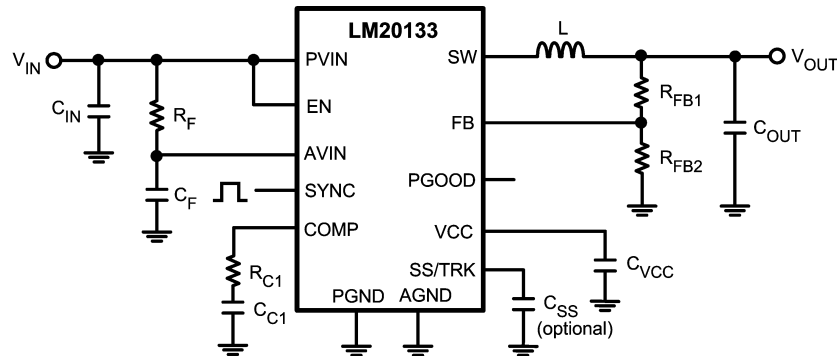 LM20133
V_IN
PVIN
SW
L
V_OUT
C_IN
R_F
EN
R_FB1
FB
C_OUT
AVIN
R_FB2
C_F
SYNC
PGOOD
COMP
VCC
R_C1
SS/TRK
C_VCC
C_C1
PGND
AGND
C_SS
(optional)